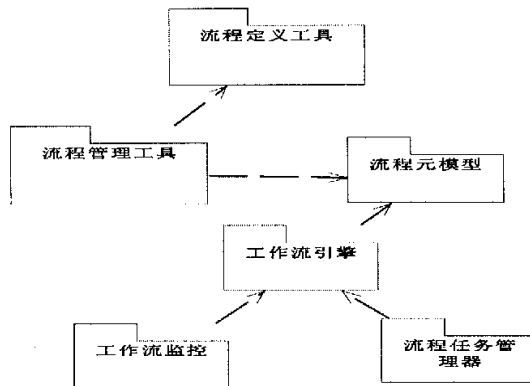 流程定义工具
流程管理工具
流程元模型
工作流引擎
工作流监控
流程任务管
理器